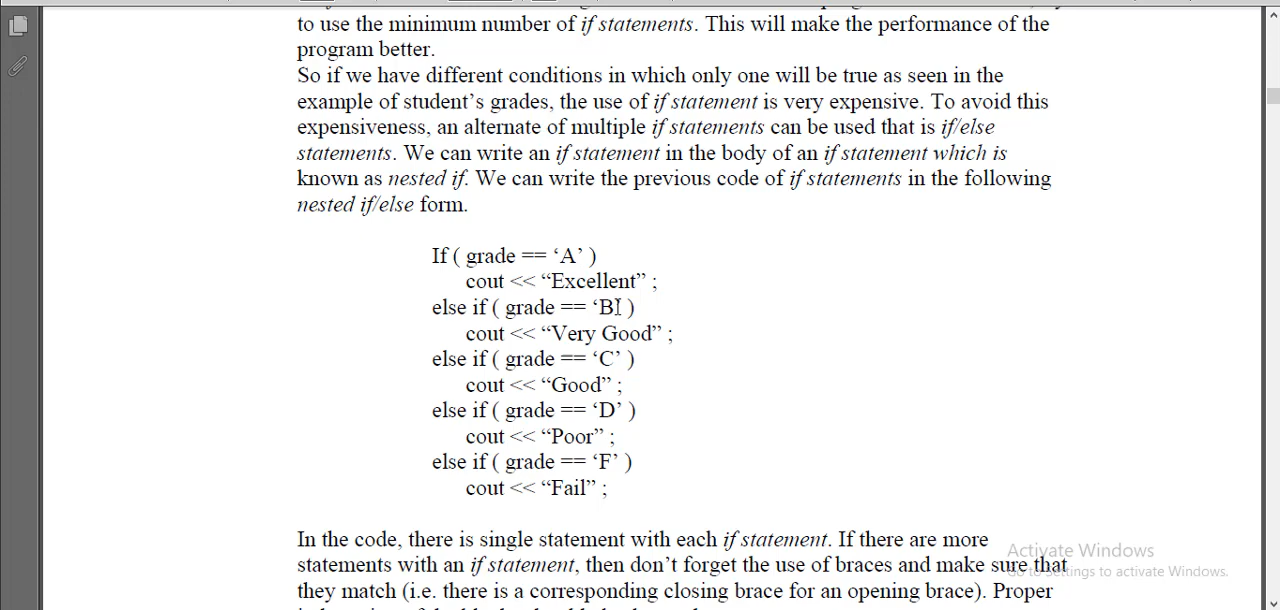 to use the minimum number of if statements. This will make the performance of the
program better.
So if we have different conditions in which only one will be true as seen in the
example of student’s grades, the use of if statement is very expensive. To avoid this
expensiveness, an alternate of multiple if statements can be used that is if/else
statements. We can write an if statement in the body of an if statement which is
known as nested if. We can write the previous code of if statements in the following
nested if/else form.
If ( grade == ‘A’ )
cout << “Excellent” ;
else if ( grade == ‘B )
cout << “Very Good” ;
else if ( grade == ‘C’ )
cout << “Good” ;
else if ( grade == ‘D’ )
cout << “Poor” ;
else if ( grade == ‘F’ )
cout << “Fail” ;
In the code, there is single statement with each if statement. If there are more
statements with an if statement, then don’t forget the use of braces and make sure that
they match (i.e. there is a corresponding closing brace for an opening brace). Proper
Activate Windows
Go to Settings to activate Windows.